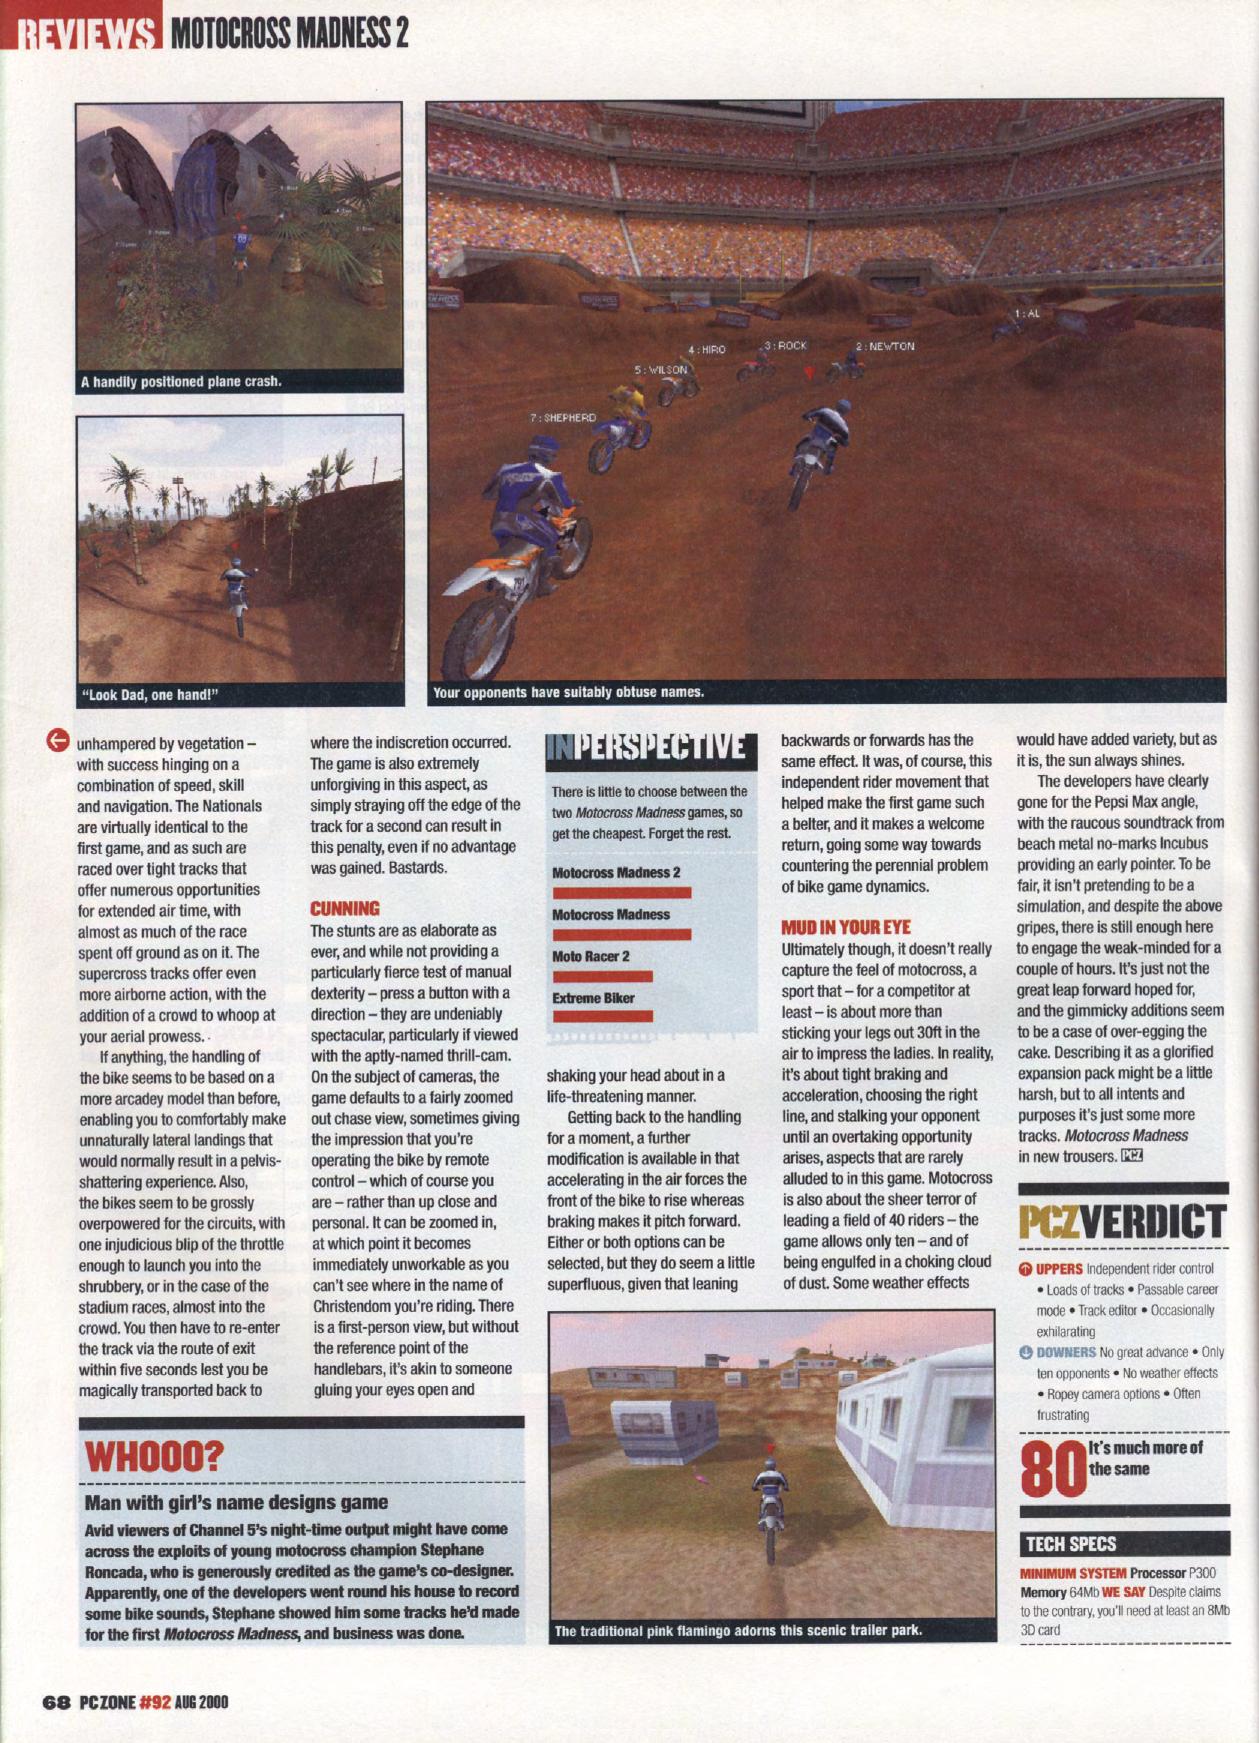 REVIEWS MOTOCROSS MADNESS 2
A handily positioned plane crash.
"Look Dad, one hand!"
1 : AL
2 : NEWTON
3 : ROCK
4 : HIRO
5 : WILSON
7 : SHEPHERD
Your opponents have suitably obtuse names.
unhampered by vegetation –
with success hinging on a
combination of speed, skill
and navigation. The Nationals
are virtually identical to the
first game, and as such are
raced over tight tracks that
offer numerous opportunities
for extended air time, with
almost as much of the race
spent off ground as on it. The
supercross tracks offer even
more airborne action, with the
addition of a crowd to whoop at
your aerial prowess.
If anything, the handling of
the bike seems to be based on a
more arcadey model than before,
enabling you to comfortably make
unnaturally lateral landings that
would normally result in a pelvis-
shattering experience. Also,
the bikes seem to be grossly
overpowered for the circuits, with
one injudicious blip of the throttle
enough to launch you into the
shrubbery, or in the case of the
stadium races, almost into the
crowd. You then have to re-enter
the track via the route of exit
within five seconds lest you be
magically transported back to
where the indiscretion occurred.
The game is also extremely
unforgiving in this aspect, as
simply straying off the edge of the
track for a second can result in
this penalty, even if no advantage
was gained. Bastards.
CUNNING
The stunts are as elaborate as
ever, and while not providing a
particularly fierce test of manual
dexterity – press a button with a
direction – they are undeniably
spectacular, particularly if viewed
with the aptly-named thrill-cam.
On the subject of cameras, the
game defaults to a fairly zoomed
out chase view, sometimes giving
the impression that you're
operating the bike by remote
control – which of course you
are – rather than up close and
personal. It can be zoomed in,
at which point it becomes
immediately unworkable as you
can't see where in the name of
Christendom you're riding. There
is a first-person view, but without
the reference point of the
handlebars, it's akin to someone
gluing your eyes open and
INPERSPECTIVE
There is little to choose between the
two Motocross Madness games, so
get the cheapest. Forget the rest.
Motocross Madness 2
Motocross Madness
Moto Racer 2
Extreme Biker
shaking your head about in a
life-threatening manner.
Getting back to the handling
for a moment, a further
modification is available in that
accelerating in the air forces the
front of the bike to rise whereas
braking makes it pitch forward.
Either or both options can be
selected, but they do seem a little
superfluous, given that leaning
backwards or forwards has the
same effect. It was, of course, this
independent rider movement that
helped make the first game such
a belter, and it makes a welcome
return, going some way towards
countering the perennial problem
of bike game dynamics.
MUD IN YOUR EYE
Ultimately though, it doesn't really
capture the feel of motocross, a
sport that – for a competitor at
least – is about more than
sticking your legs out 30ft in the
air to impress the ladies. In reality,
it's about tight braking and
acceleration, choosing the right
line, and stalking your opponent
until an overtaking opportunity
arises, aspects that are rarely
alluded to in this game. Motocross
is also about the sheer terror of
leading a field of 40 riders – the
game allows only ten – and of
being engulfed in a choking cloud
of dust. Some weather effects
would have added variety, but as
it is, the sun always shines.
The developers have clearly
gone for the Pepsi Max angle,
with the raucous soundtrack from
beach metal no-marks Incubus
providing an early pointer. To be
fair, it isn't pretending to be a
simulation, and despite the above
gripes, there is still enough here
to engage the weak-minded for a
couple of hours. It's just not the
great leap forward hoped for,
and the gimmicky additions seem
to be a case of over-egging the
cake. Describing it as a glorified
expansion pack might be a little
harsh, but to all intents and
purposes it's just some more
tracks. Motocross Madness
in new trousers. PCZ
PCZVERDICT
UPPERS Independent rider control
• Loads of tracks • Passable career
mode • Track editor • Occasionally
exhilarating
DOWNERS No great advance • Only
ten opponents • No weather effects
• Ropey camera options • Often
frustrating
80 It's much more of
the same
TECH SPECS
MINIMUM SYSTEM Processor P300
Memory 64Mb WE SAY Despite claims
to the contrary, you'll need at least an 8Mb
3D card
WHOOO?
Man with girl's name designs game
Avid viewers of Channel 5's night-time output might have come
across the exploits of young motocross champion Stephane
Roncada, who is generously credited as the game's co-designer.
Apparently, one of the developers went round his house to record
some bike sounds, Stephane showed him some tracks he'd made
for the first Motocross Madness, and business was done.
The traditional pink flamingo adorns this scenic trailer park.
68 PCZONE #92 AUG 2000